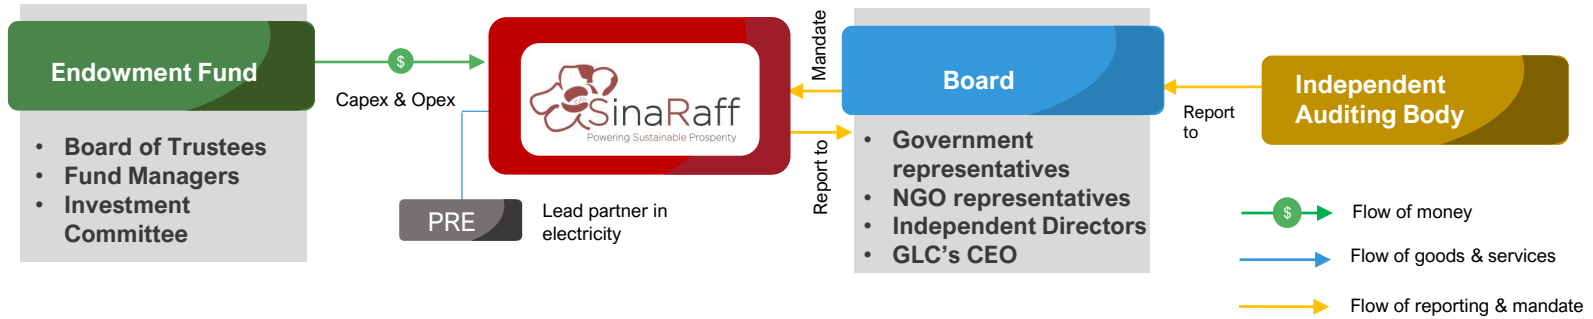 Endowment Fund
• Board of Trustees
• Fund Managers
• Investment
Committee
$
Capex & Opex
SinaRaff
Powering Sustainable Prosperity
PRE
Lead partner in
electricity
Mandate
Report to
Board
• Government
representatives
• NGO representatives
• Independent Directors
• GLC's CEO
Report
to
Independent
Auditing Body
$
Flow of money
Flow of goods & services
Flow of reporting & mandate